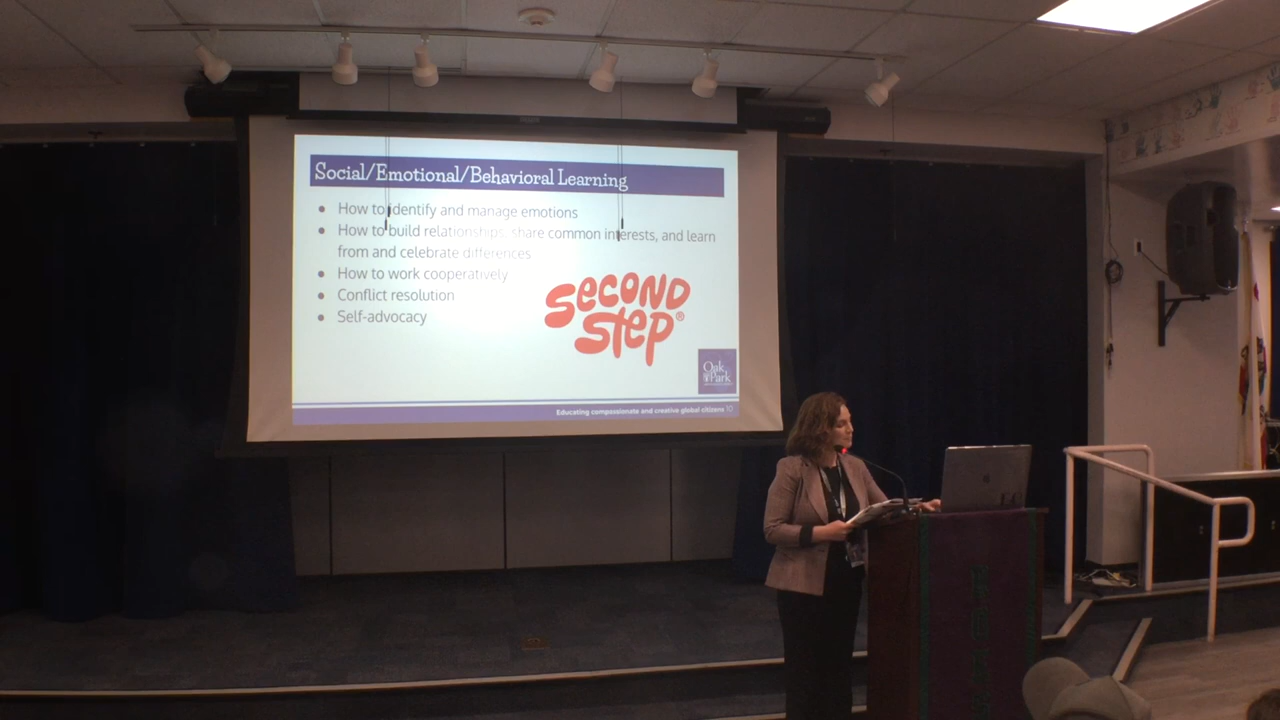 Social/Emotional/Behavioral Learning
• How to identify and manage emotions
• How to build relationships, share common interests, and learn
from and celebrate differences
• How to work cooperatively
• Conflict resolution
• Self-advocacy
SECOND
STEP®
Oak
Park
Educating compassionate and creative global citizens 10